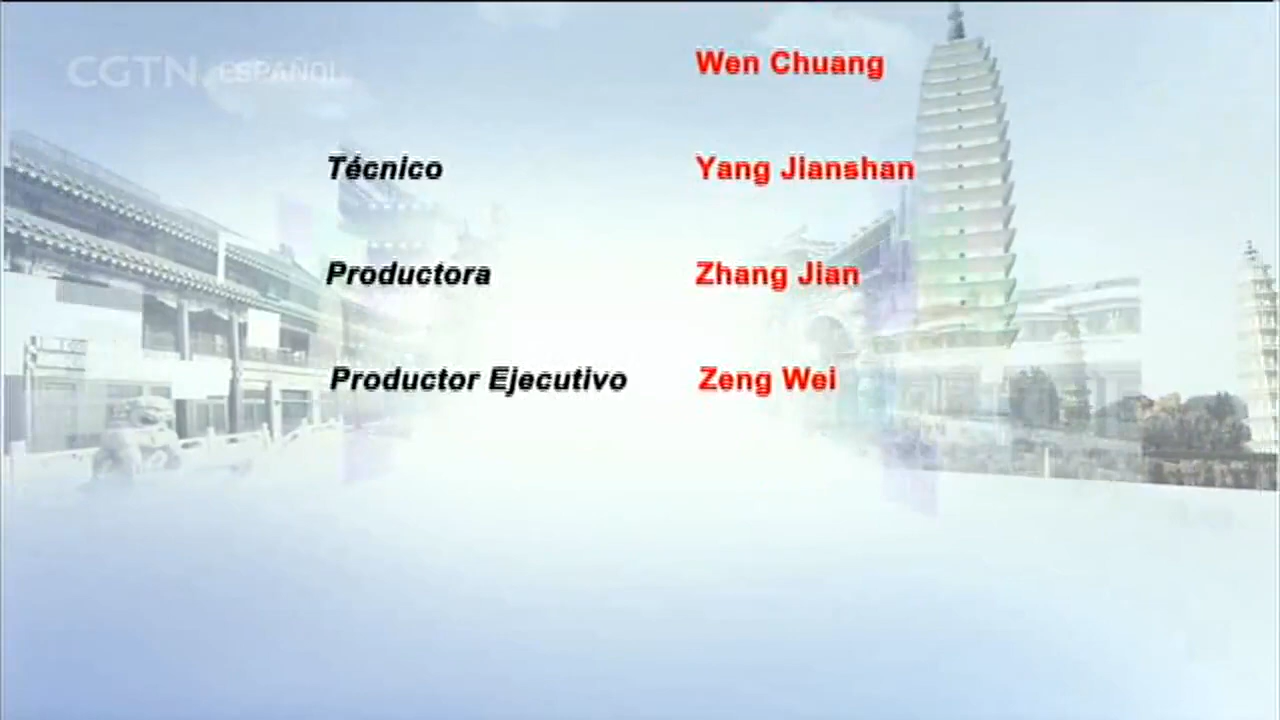 CGTN ESPAÑOL
Wen Chuang
Técnico Yang Jianshan
Productora Zhang Jian
Productor Ejecutivo Zeng Wei